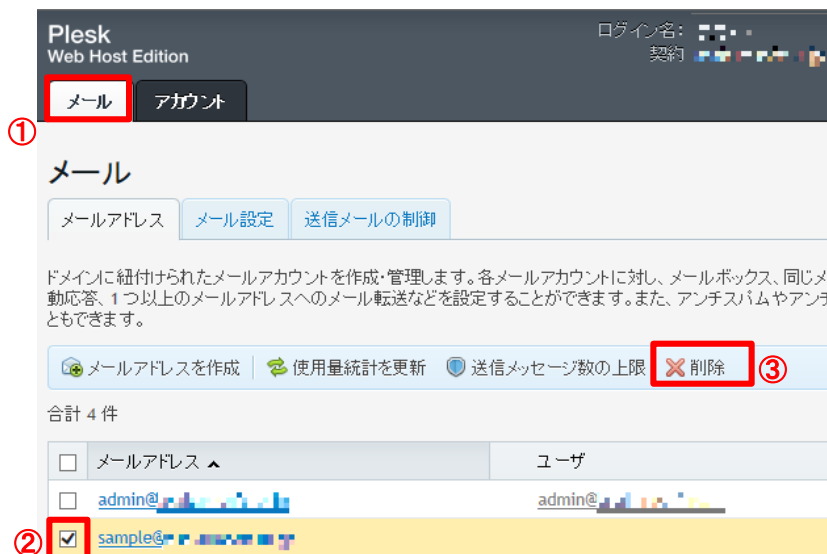 Plesk
Web Host Edition
ログイン名:
契約
メール
アカウント
①
メール
メールアドレス
メール設定
送信メールの制御
ドメインに紐付けられたメールアカウントを作成・管理します。各メールアカウントに対し、メールボックス、同じメ
動応答、1 つ以上のメールアドレスへのメール転送などを設定することができます。また、アンチスパムやアンチ
ともできます。
メールアドレスを作成
使用量統計を更新
送信メッセージ数の上限
削除
③
合計 4 件
メールアドレス
ユーザ
admin@
admin@
②
sample@